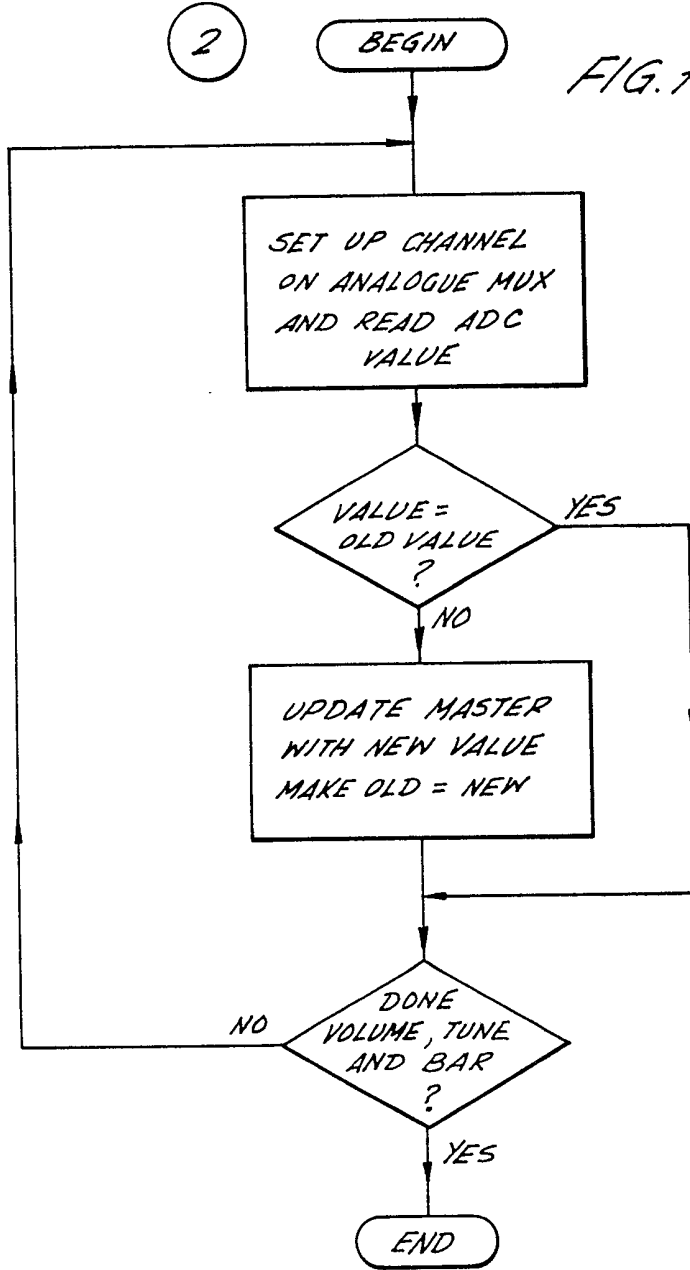 2
BEGIN
FIG.
SET UP CHANNEL
ON ANALOGUE MUX
AND READ ADC
VALUE
VALUE =
OLD VALUE
?
YES
NO
UPDATE MASTER
WITH NEW VALUE
MAKE OLD = NEW
DONE
VOLUME, TUNE
AND BAR
?
NO
YES
END